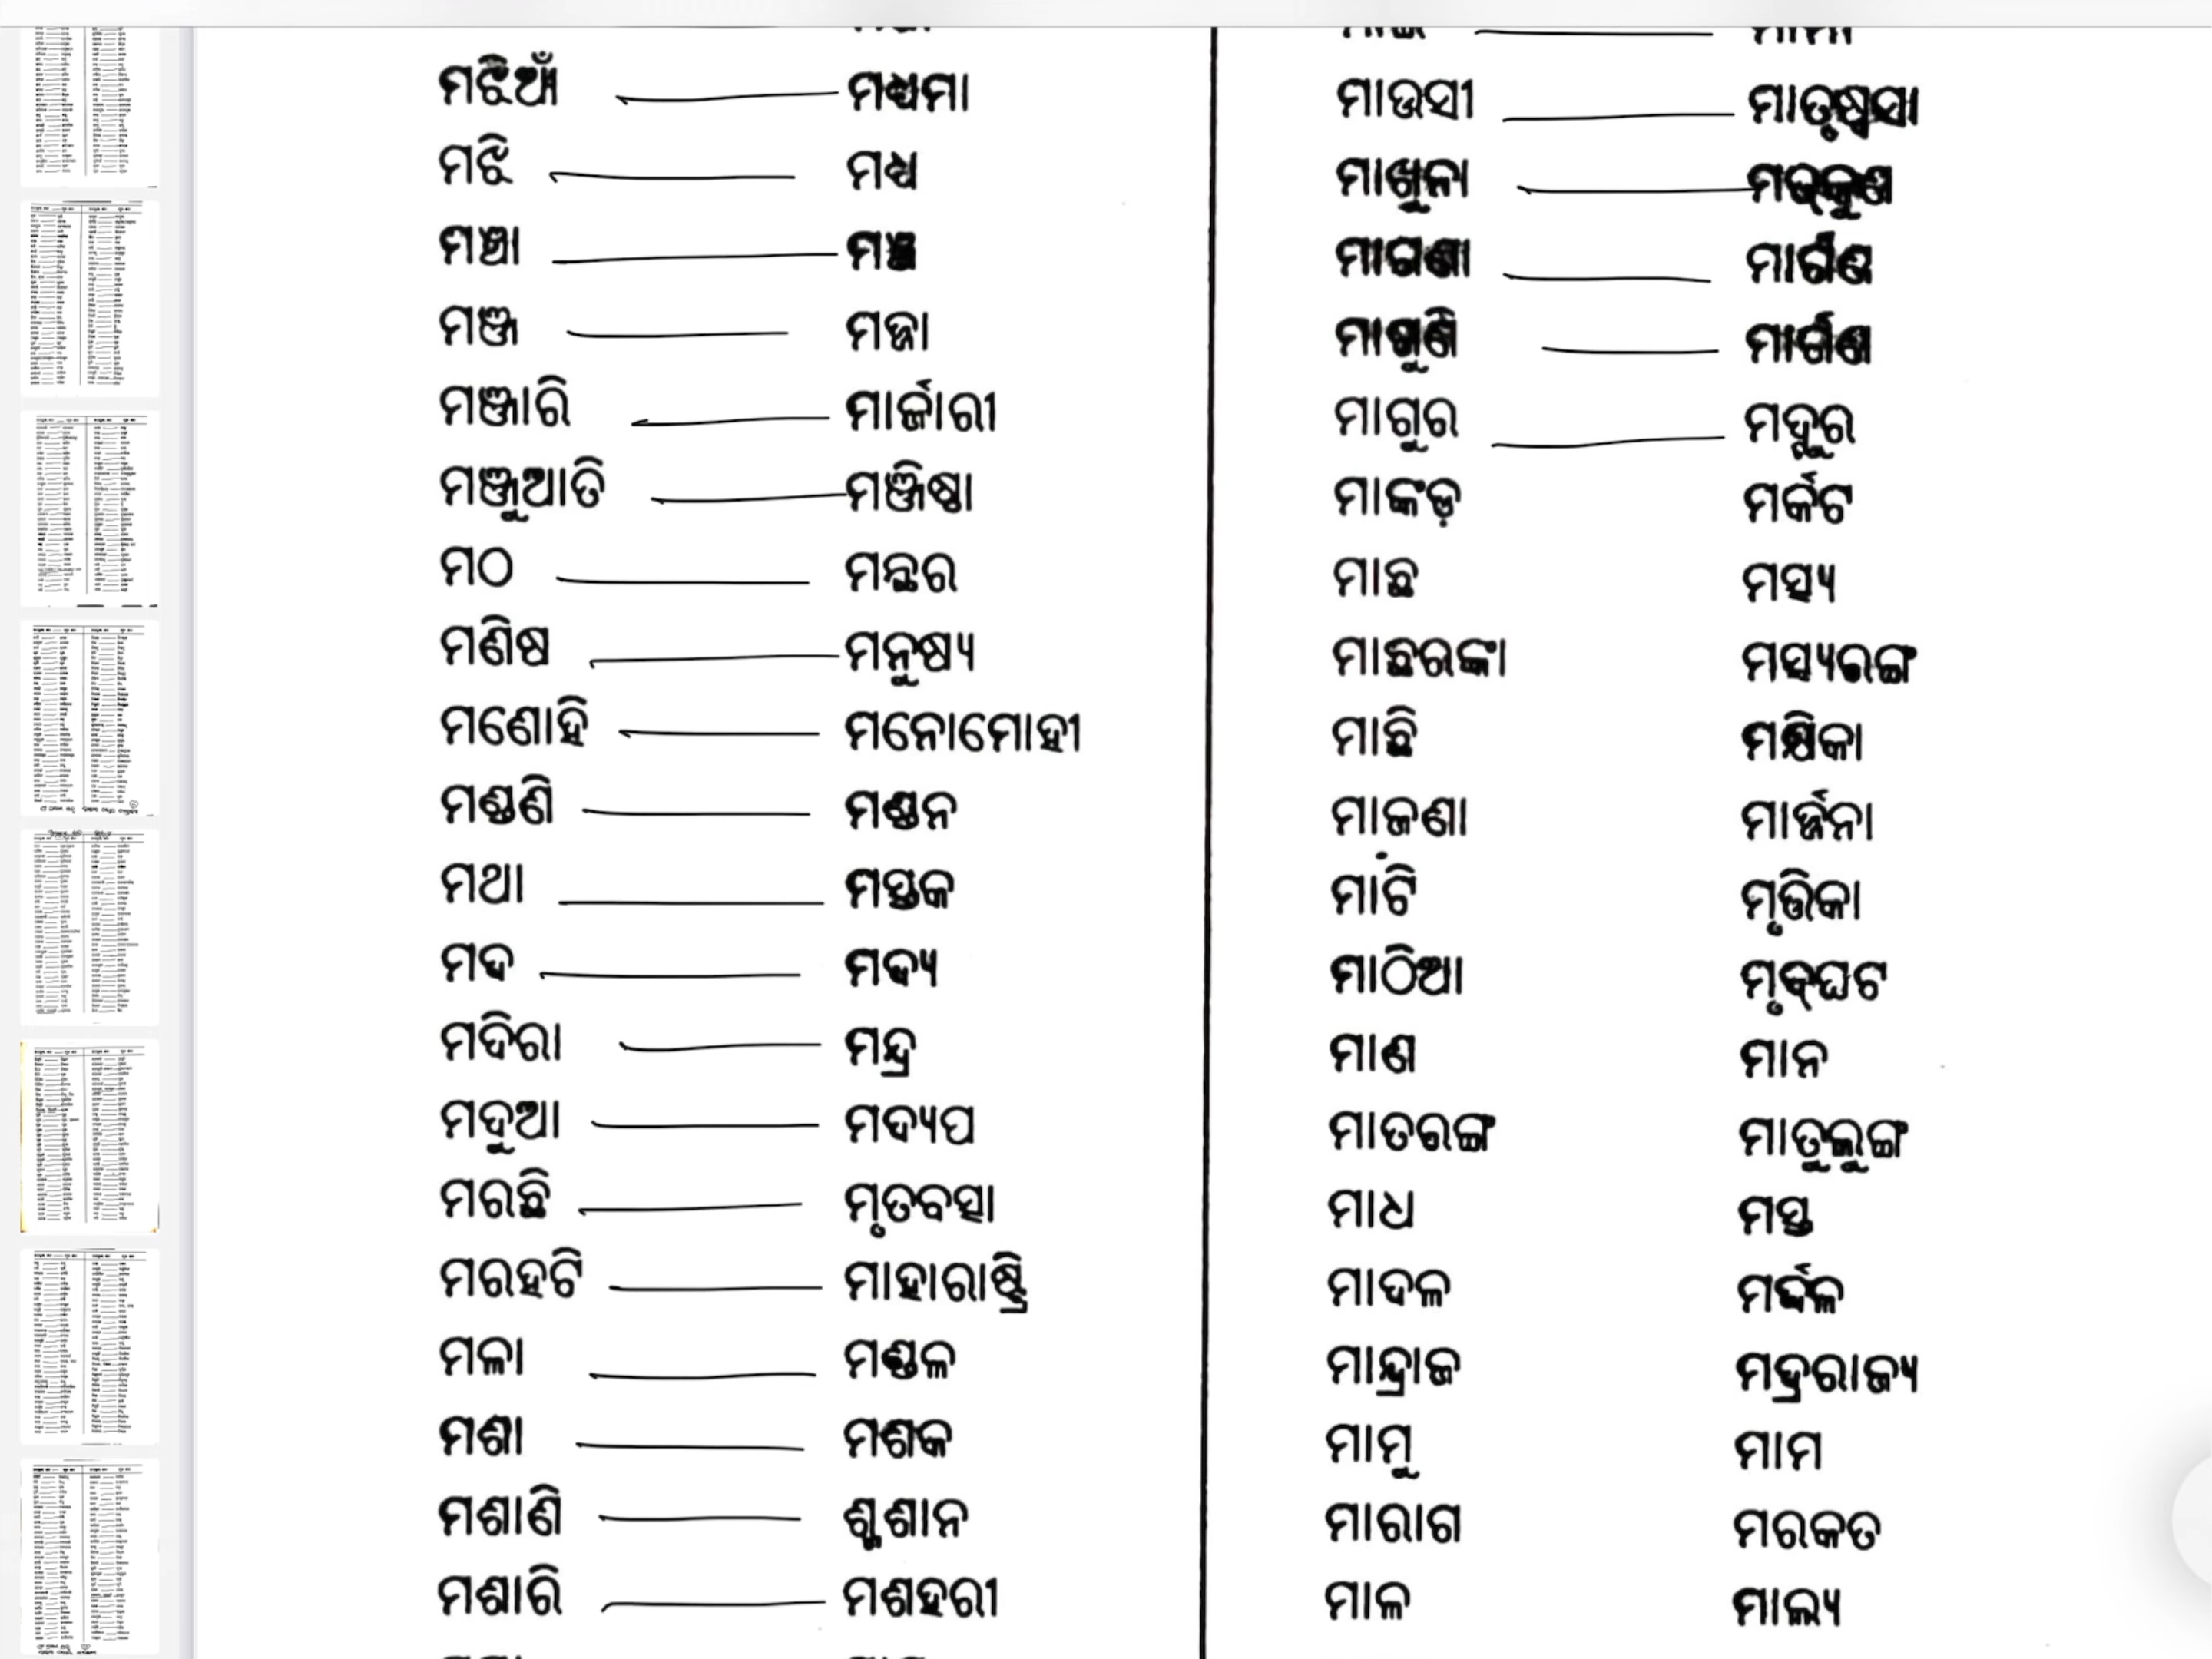 ମଝିଆଁ ମଧ୍ୟମା
ମଝି ମଧ୍ୟ
ମଞ୍ଚା ମଞ୍ଚ
ମଞ୍ଜ ମଜ୍ଜା
ମଞ୍ଜାରି ମାର୍ଜାରୀ
ମଞ୍ଜୁଆତି ମଞ୍ଜିଷ୍ଠା
ମଠ ମନ୍ଥର
ମଣିଷ ମନୁଷ୍ୟ
ମଣୋହି ମନୋମୋହୀ
ମଣ୍ଡଣି ମଣ୍ଡନ
ମଥା ମସ୍ତକ
ମଦ ମଦ୍ୟ
ମଦିରା ମନ୍ଦ୍ର
ମଦୁଆ ମଦ୍ୟପ
ମରଛି ମୃତବତ୍ସା
ମରହଟି ମାହାରାଷ୍ଟ୍ରି
ମଳା ମଣ୍ଡଳ
ମଶା ମଶକ
ମଶାଣି ଶ୍ମଶାନ
ମଶାରି ମଶହରୀ
ମାଉସୀ ମାତୃଷ୍ୱସା
ମାଖୁନା ମତ୍କୁଣ
ମାଗଣା ମାର୍ଗଣ
ମାଗୁଣି ମାର୍ଗଣ
ମାଗୁର ମଦ୍ଗୁର
ମାଙ୍କଡ଼ ମର୍କଟ
ମାଛ ମତ୍ସ୍ୟ
ମାଛରଙ୍କା ମତ୍ସ୍ୟରଙ୍ଗ
ମାଛି ମକ୍ଷିକା
ମାଜଣା ମାର୍ଜନା
ମାଟି ମୃତ୍ତିକା
ମାଠିଆ ମୃଦ୍‌ଘଟ
ମାଣ ମାନ
ମାତରଙ୍ଗ ମାତୁଲୁଙ୍ଗ
ମାଧ ମସ୍ତ
ମାଦଳ ମର୍ଦ୍ଦଳ
ମାନ୍ଦ୍ରାଜ ମଦ୍ରରାଜ୍ୟ
ମାମୁ ମାମ
ମାରାଗ ମରକତ
ମାଳ ମାଲ୍ୟ